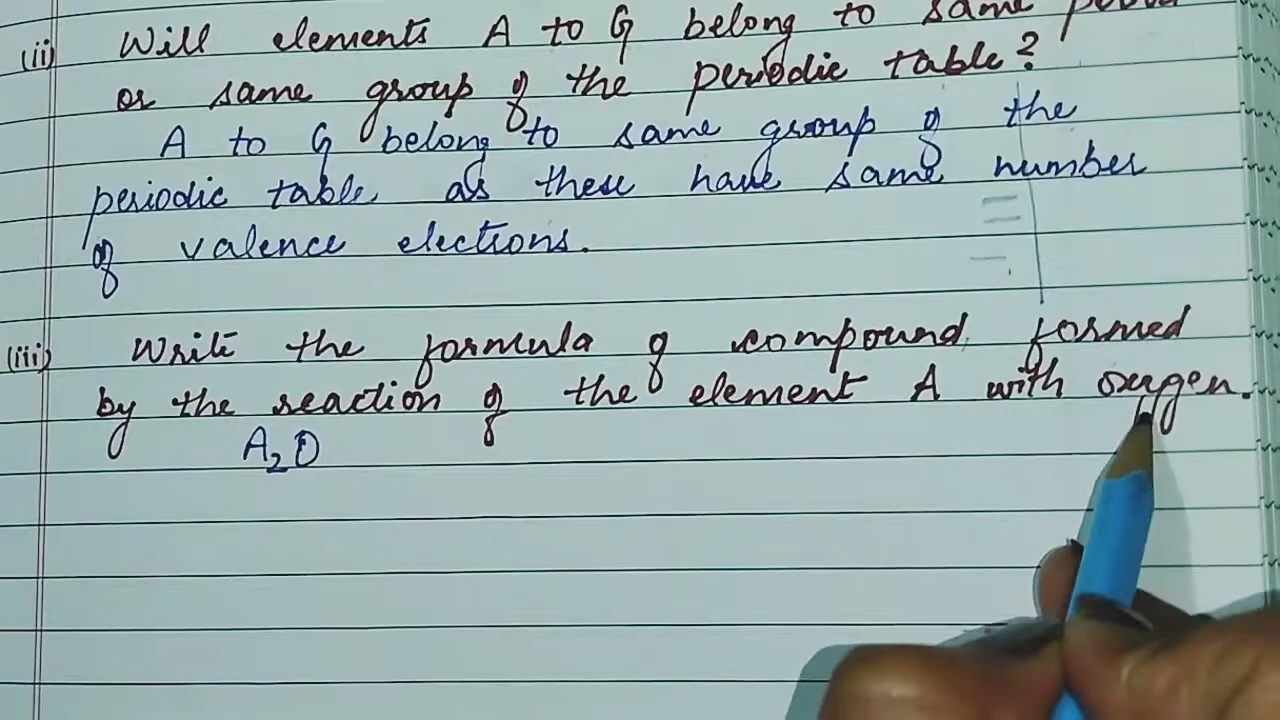 (ii) Will elements A to G belong to same
or same group of the periodic table?
A to G belong to same group of the
periodic table as these have same number
of valence elections.
(iii) Write the formula of compound formed
by the reaction of the element A with oxygen.
A₂O